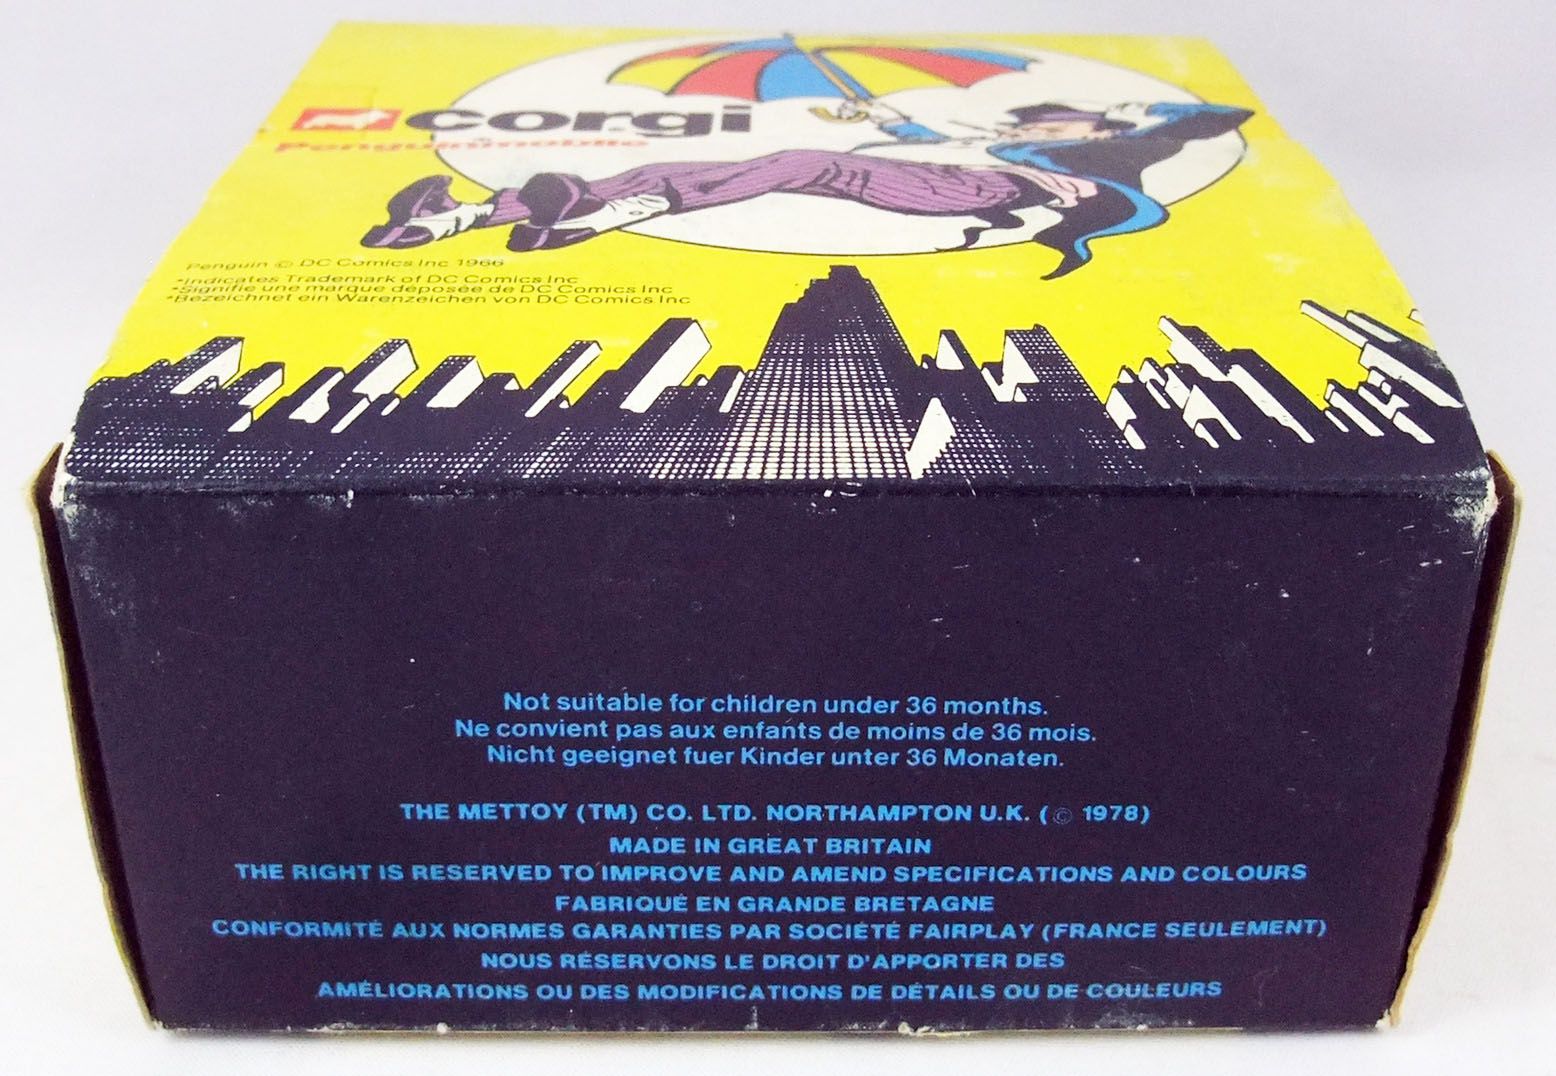 corgi
Penguinmobile
Penguin © DC Comics Inc 1966
*Indicates Trademark of DC Comics Inc
*Signifie une marque déposée de DC Comics Inc
*Bezeichnet ein Warenzeichen von DC Comics Inc
Not suitable for children under 36 months.
Ne convient pas aux enfants de moins de 36 mois.
Nicht geeignet fuer Kinder unter 36 Monaten.
THE METTOY (TM) CO. LTD. NORTHAMPTON U.K. (© 1978)
MADE IN GREAT BRITAIN
THE RIGHT IS RESERVED TO IMPROVE AND AMEND SPECIFICATIONS AND COLOURS
FABRIQUÉ EN GRANDE BRETAGNE
CONFORMITÉ AUX NORMES GARANTIES PAR SOCIÉTÉ FAIRPLAY (FRANCE SEULEMENT)
NOUS RÉSERVONS LE DROIT D'APPORTER DES
AMÉLIORATIONS OU DES MODIFICATIONS DE DÉTAILS OU DE COULEURS